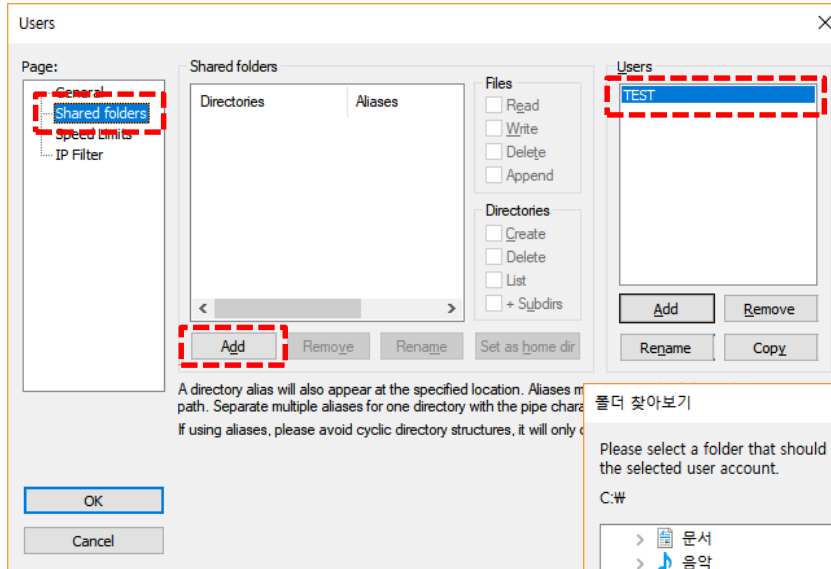 Users
Page:
General
Shared folders
Speed Limits
IP Filter
Shared folders
Directories Aliases
Files
Read
Write
Delete
Append
Directories
Create
Delete
List
+ Subdirs
Add Remove Rename Set as home dir
Users
TEST
Add Remove
Rename Copy
A directory alias will also appear at the specified location. Aliases
path. Separate multiple aliases for one directory with the pipe
If using aliases, please avoid cyclic directory structures, it will only
OK
Cancel
폴더 찾아보기
Please select a folder that should
the selected user account.
C:₩
문서
음악